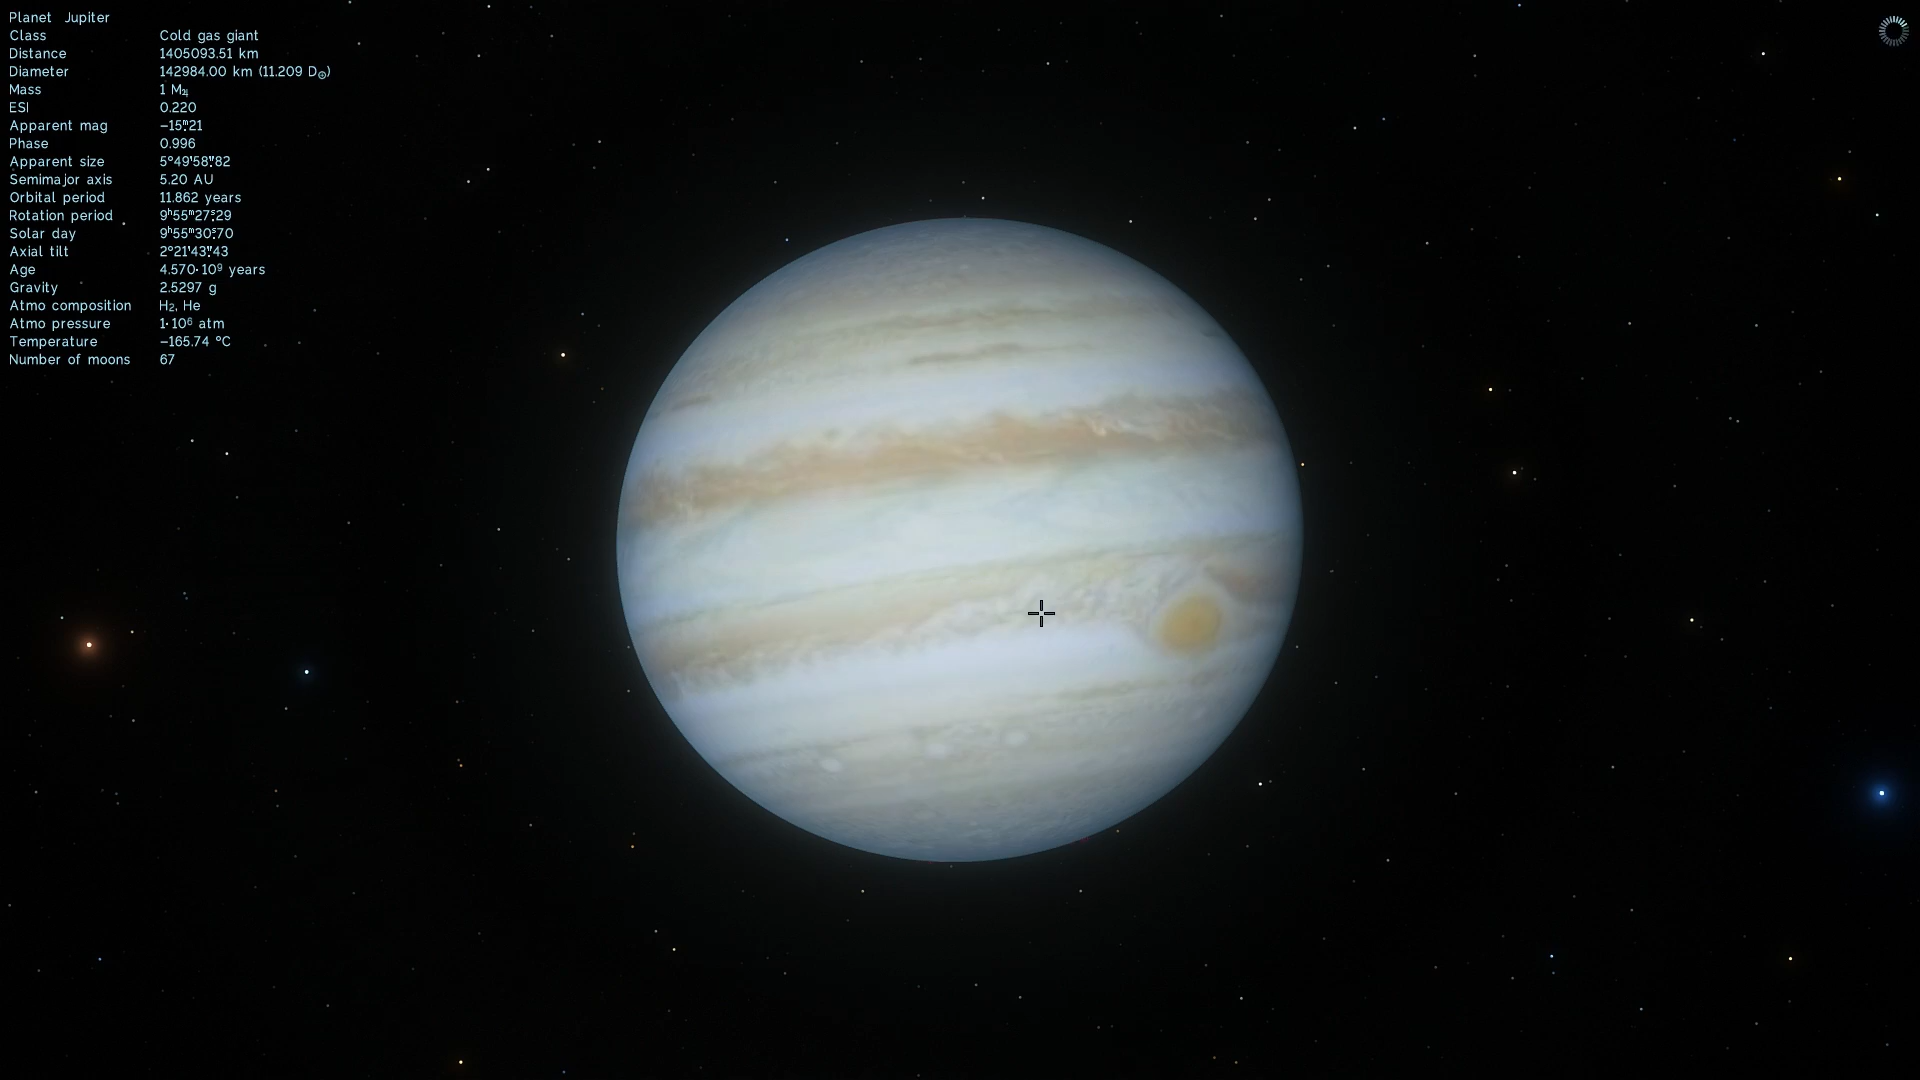 Planet Jupiter
Class Cold gas giant
Distance 1405093.51 km
Diameter 142984.00 km (11.209 D⊕)
Mass 1 M♃
ESI 0.220
Apparent mag −15ᵐ.21
Phase 0.996
Apparent size 5°49'58".82
Semimajor axis 5.20 AU
Orbital period 11.862 years
Rotation period 9ʰ55ᵐ27ˢ.29
Solar day 9ʰ55ᵐ30ˢ.70
Axial tilt 2°21'43".43
Age 4.570·10⁹ years
Gravity 2.5297 g
Atmo composition H₂, He
Atmo pressure 1·10⁶ atm
Temperature −165.74 °C
Number of moons 67